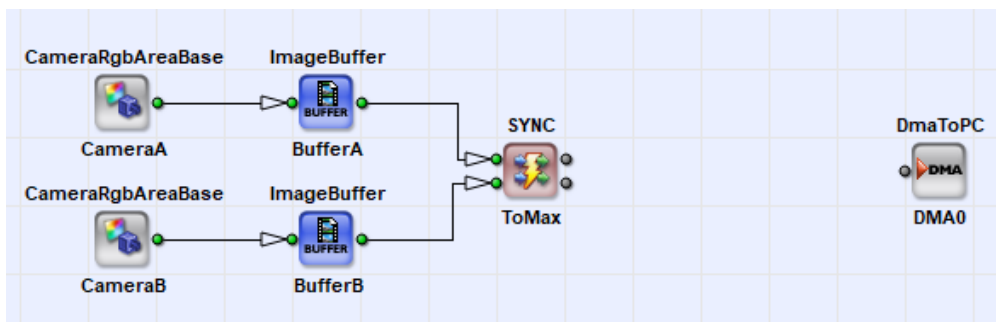 CameraRgbAreaBase ImageBuffer
BUFFER
CameraA BufferA
SYNC
ToMax
DmaToPC
DMA
DMA0
CameraRgbAreaBase ImageBuffer
BUFFER
CameraB BufferB